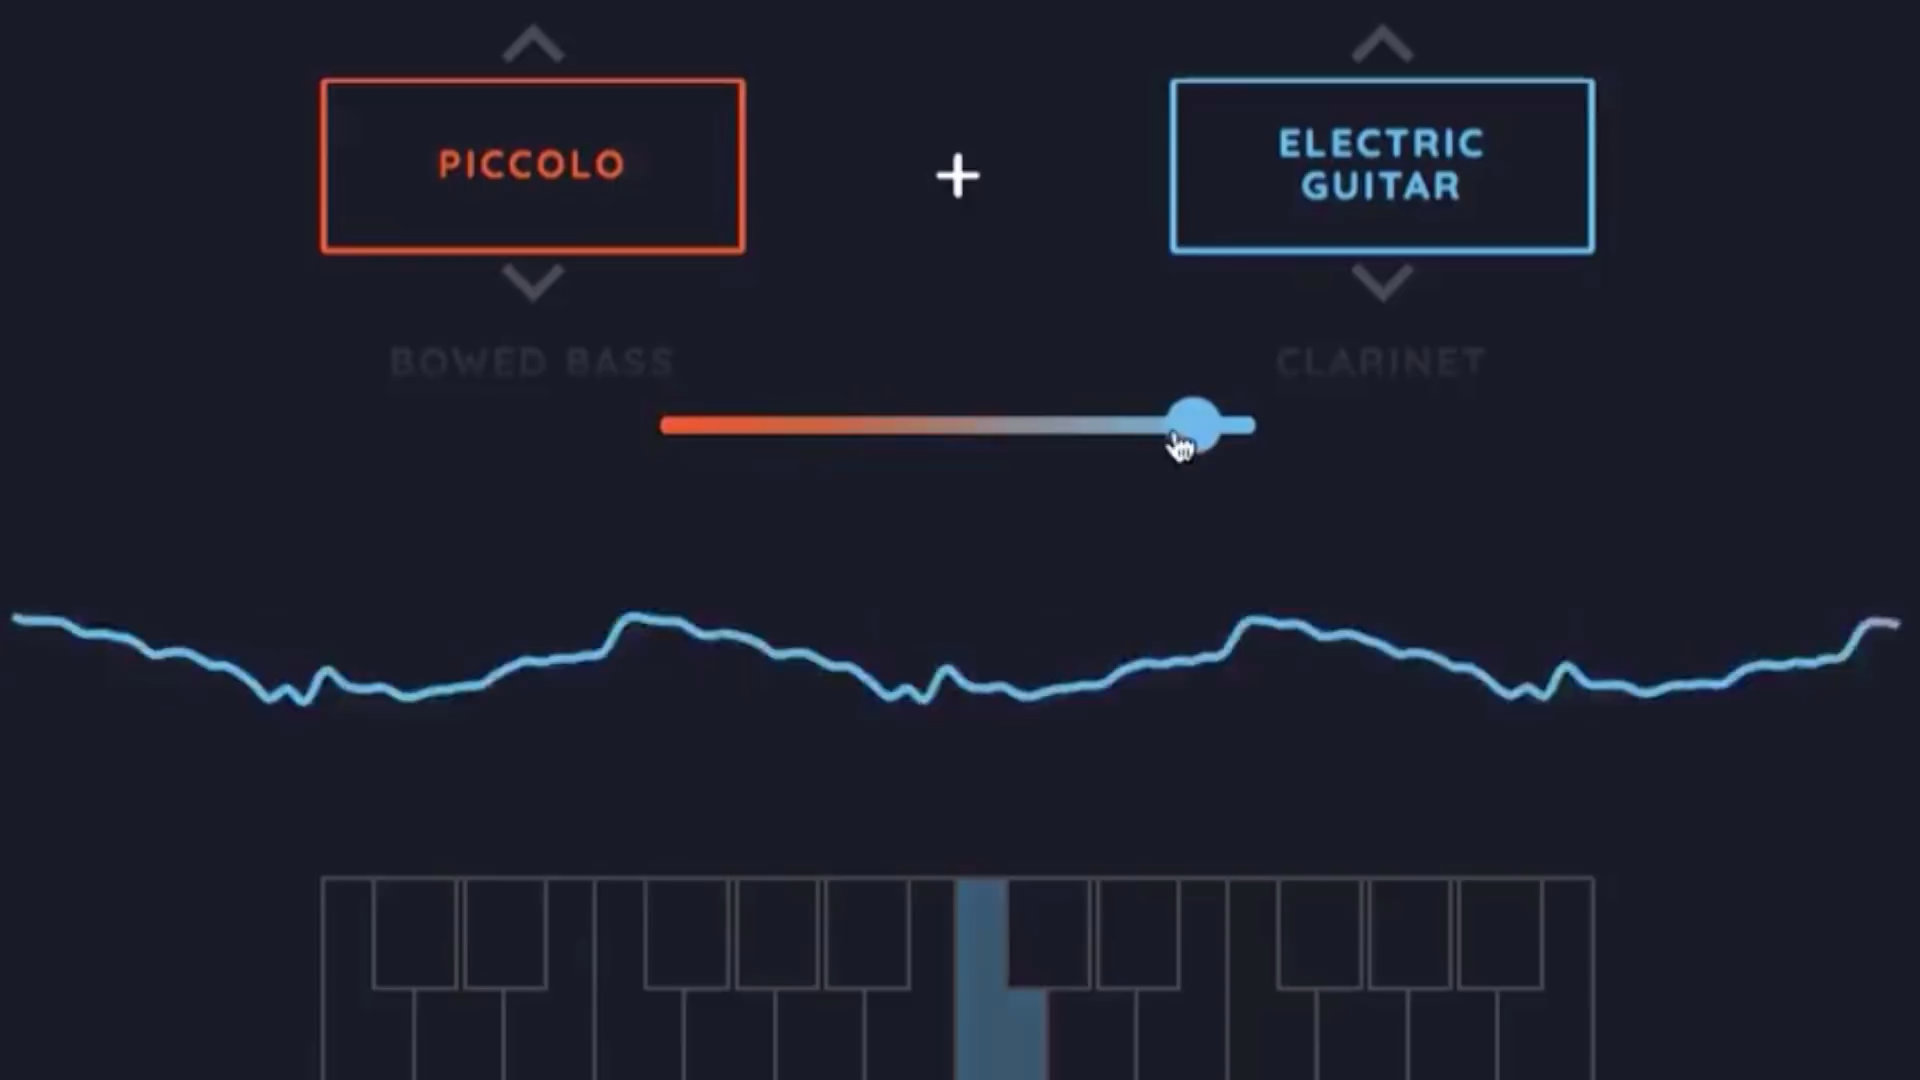 PICCOLO
+
ELECTRIC
GUITAR
BOWED BASS
CLARINET